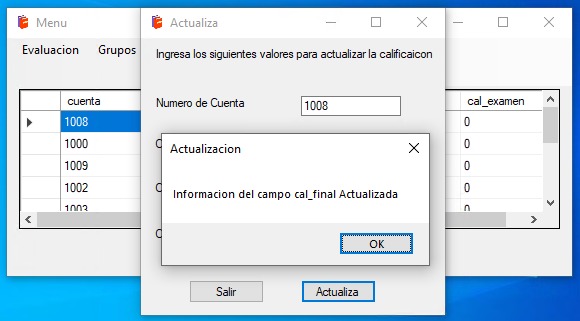 Menu
Actualiza
Evaluacion Grupos
Ingresa los siguientes valores para actualizar la calificaicon
cuenta
cal_examen
Numero de Cuenta
1008
1008
0
1000
0
1009
0
1002
0
1003
Actualizacion
Informacion del campo cal_final Actualizada
OK
Salir
Actualiza